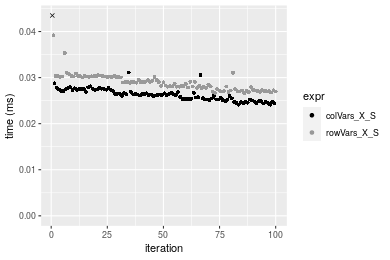 0.04
0.03
0.02
0.01
0.00
time (ms)
0
25
50
75
100
iteration
expr
colVars_X_S
rowVars_X_S